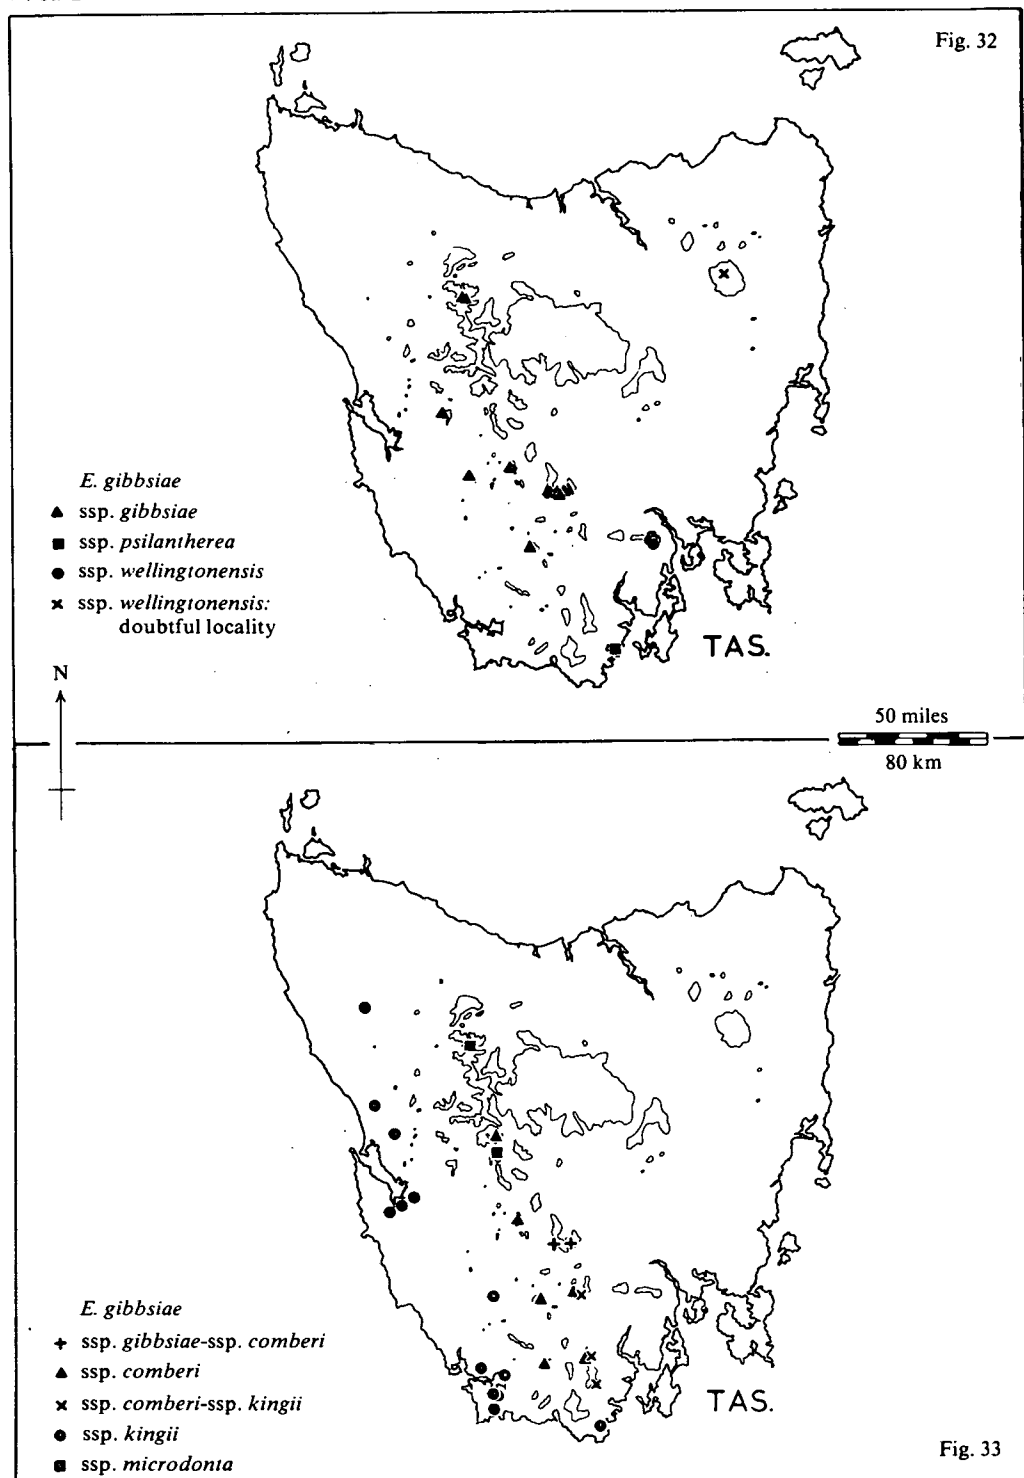 Fig. 32
E. gibbsiae
ssp. gibbsiae
ssp. psilantherea
ssp. wellingtonensis
ssp. wellingtonensis:
doubtful locality
TAS.
N
50 miles
80 km
E. gibbsiae
ssp. gibbsiae-ssp. comberi
ssp. comberi
ssp. comberi-ssp. kingii
ssp. kingii
ssp. microdonta
TAS.
Fig. 33